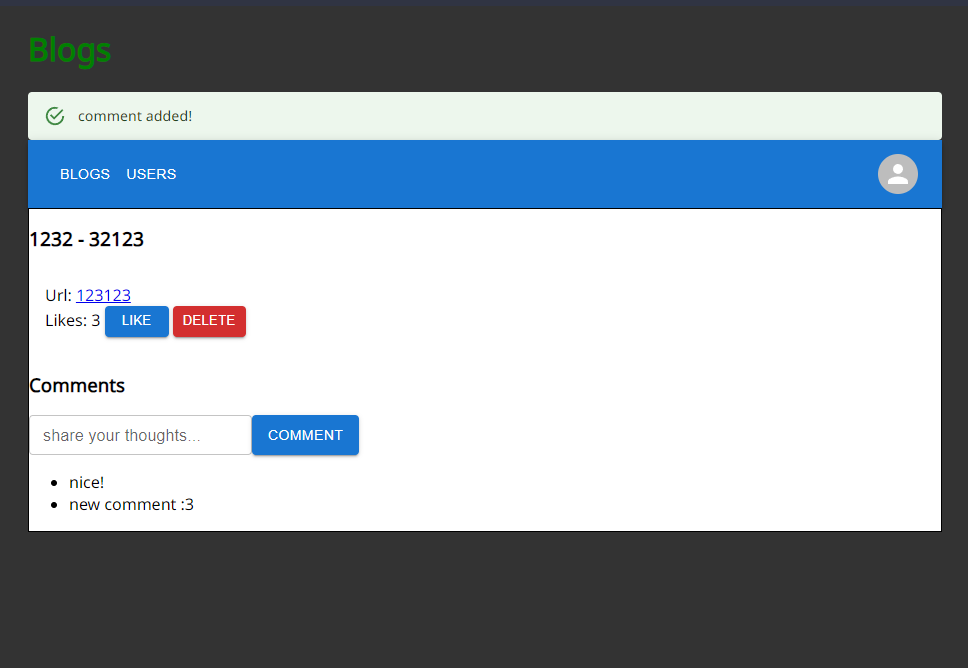 Blogs
comment added!
BLOGS USERS
1232 - 32123
Url: 123123
Likes: 3 LIKE DELETE
Comments
share your thoughts... COMMENT
nice!
new comment :3